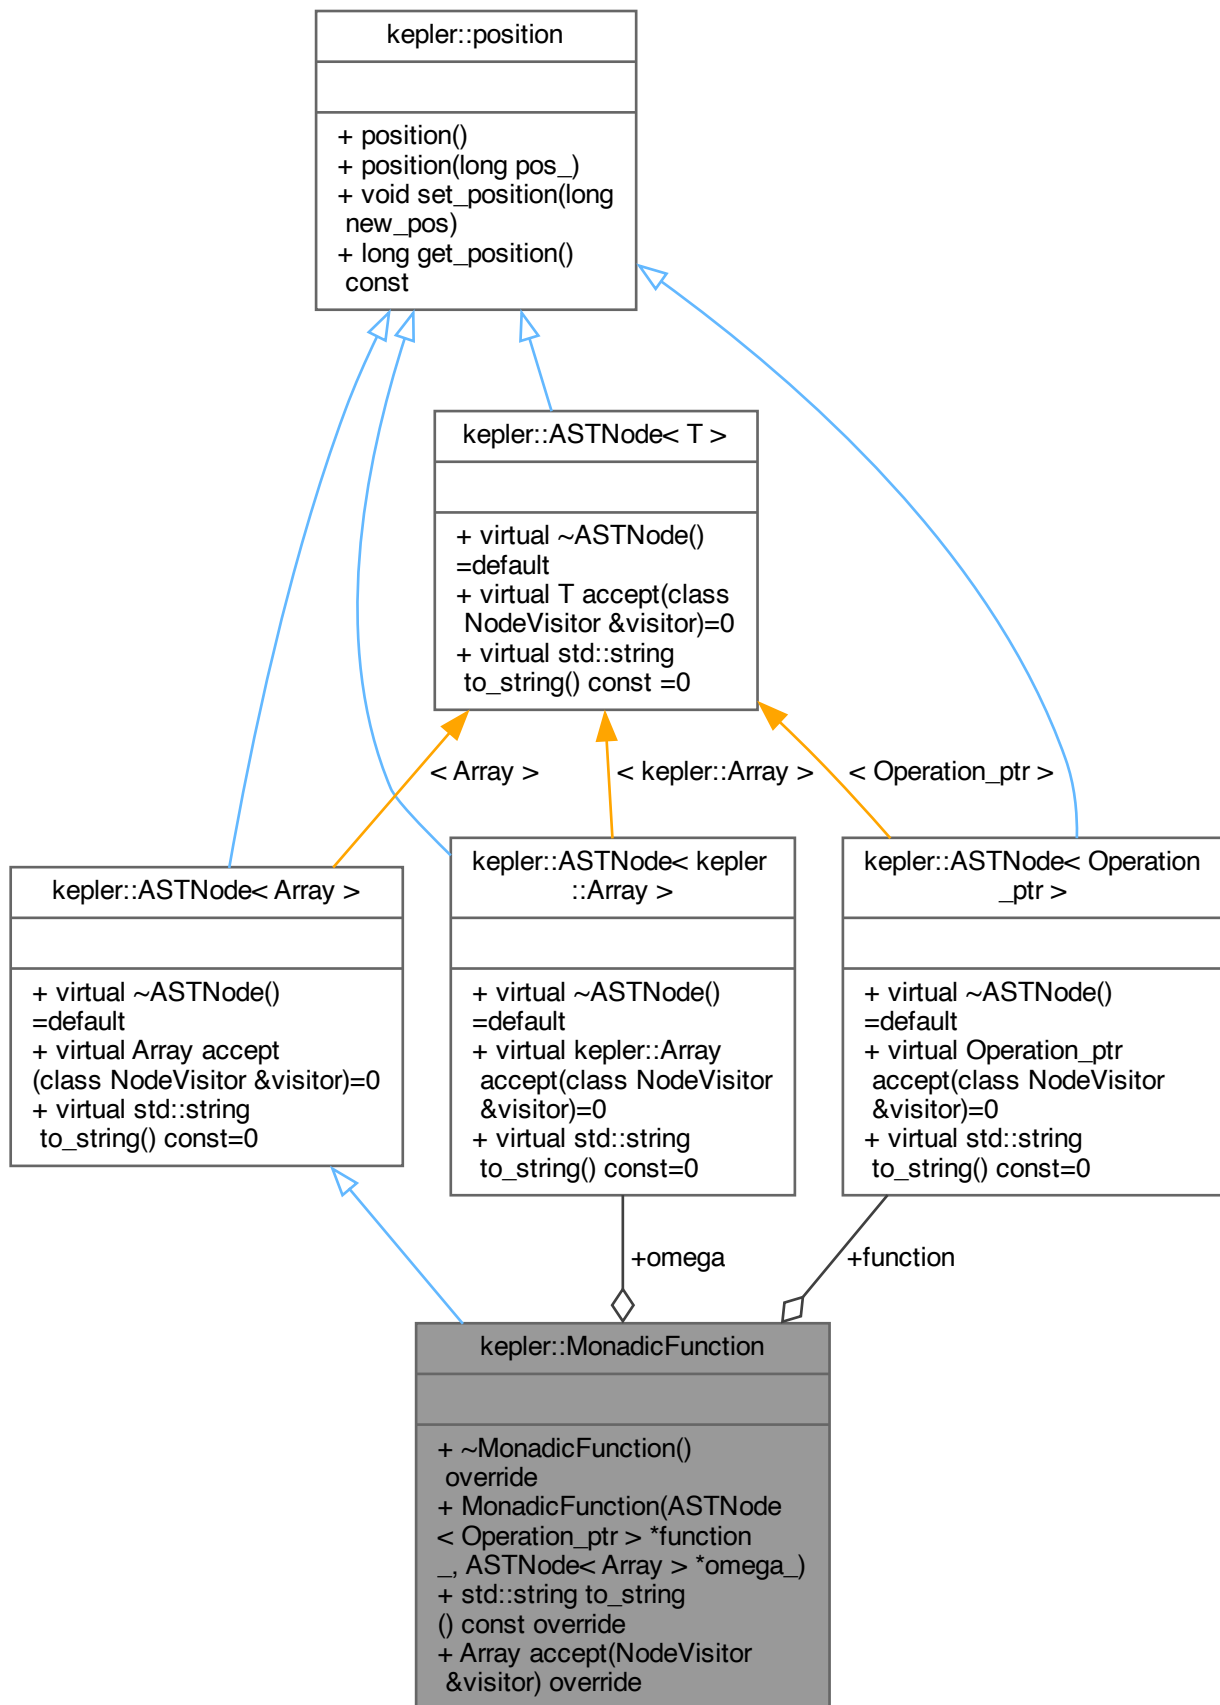 kepler::position
+ position()
+ position(long pos_)
+ void set_position(long
new_pos)
+ long get_position()
const
kepler::ASTNode< T >
+ virtual ~ASTNode()
=default
+ virtual T accept(class
NodeVisitor &visitor)=0
+ virtual std::string
to_string() const =0
< Array >
< kepler::Array >
< Operation_ptr >
kepler::ASTNode< Array >
+ virtual ~ASTNode()
=default
+ virtual Array accept
(class NodeVisitor &visitor)=0
+ virtual std::string
to_string() const=0
kepler::ASTNode< kepler
::Array >
+ virtual ~ASTNode()
=default
+ virtual kepler::Array
accept(class NodeVisitor
&visitor)=0
+ virtual std::string
to_string() const=0
kepler::ASTNode< Operation
_ptr >
+ virtual ~ASTNode()
=default
+ virtual Operation_ptr
accept(class NodeVisitor
&visitor)=0
+ virtual std::string
to_string() const=0
+omega
+function
kepler::MonadicFunction
+ ~MonadicFunction()
override
+ MonadicFunction(ASTNode
< Operation_ptr > *function
_, ASTNode< Array > *omega_)
+ std::string to_string
() const override
+ Array accept(NodeVisitor
&visitor) override